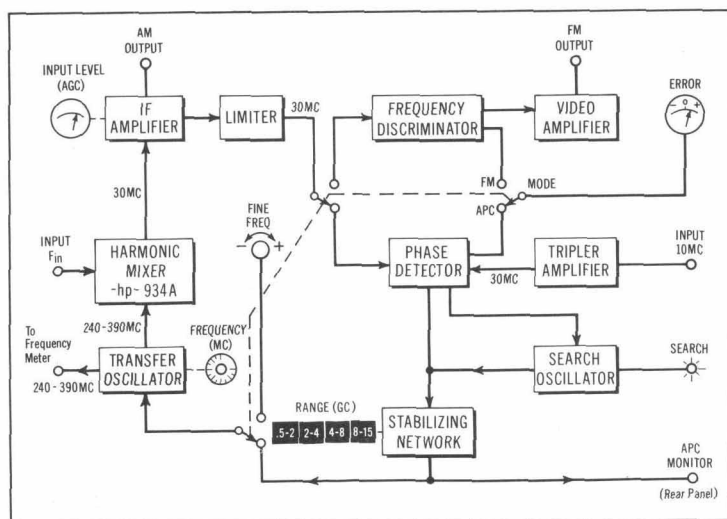 AM
OUTPUT
FM
OUTPUT
INPUT LEVEL
(AGC)
ERROR
- 0 +
IF
AMPLIFIER
LIMITER
30MC
FREQUENCY
DISCRIMINATOR
VIDEO
AMPLIFIER
30MC
FM
MODE
APC
FINE
FREQ
- +
INPUT
Fin
HARMONIC
MIXER
-hp- 934A
PHASE
DETECTOR
30MC
TRIPLER
AMPLIFIER
INPUT
10MC
240-390MC
To
Frequency
Meter
240-390MC
TRANSFER
OSCILLATOR
FREQUENCY
(MC)
SEARCH
OSCILLATOR
SEARCH
RANGE (GC)
.5-2 2-4 4-8 8-15
STABILIZING
NETWORK
APC
MONITOR
(Rear Panel)